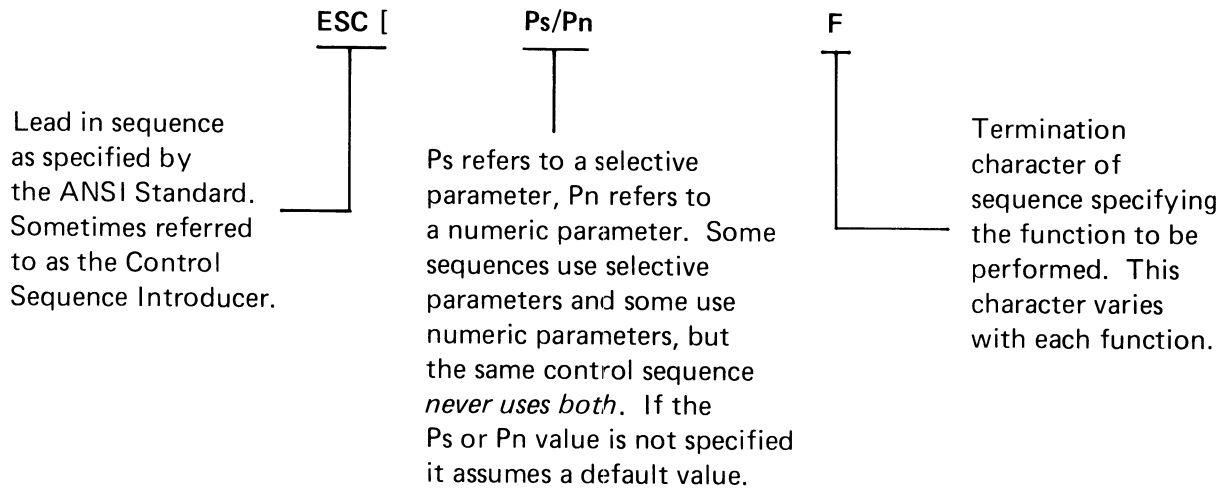 ESC [ Ps/Pn F
Lead in sequence
as specified by
the ANSI Standard.
Sometimes referred
to as the Control
Sequence Introducer.
Ps refers to a selective
parameter, Pn refers to
a numeric parameter. Some
sequences use selective
parameters and some use
numeric parameters, but
the same control sequence
never uses both. If the
Ps or Pn value is not specified
it assumes a default value.
Termination
character of
sequence specifying
the function to be
performed. This
character varies
with each function.